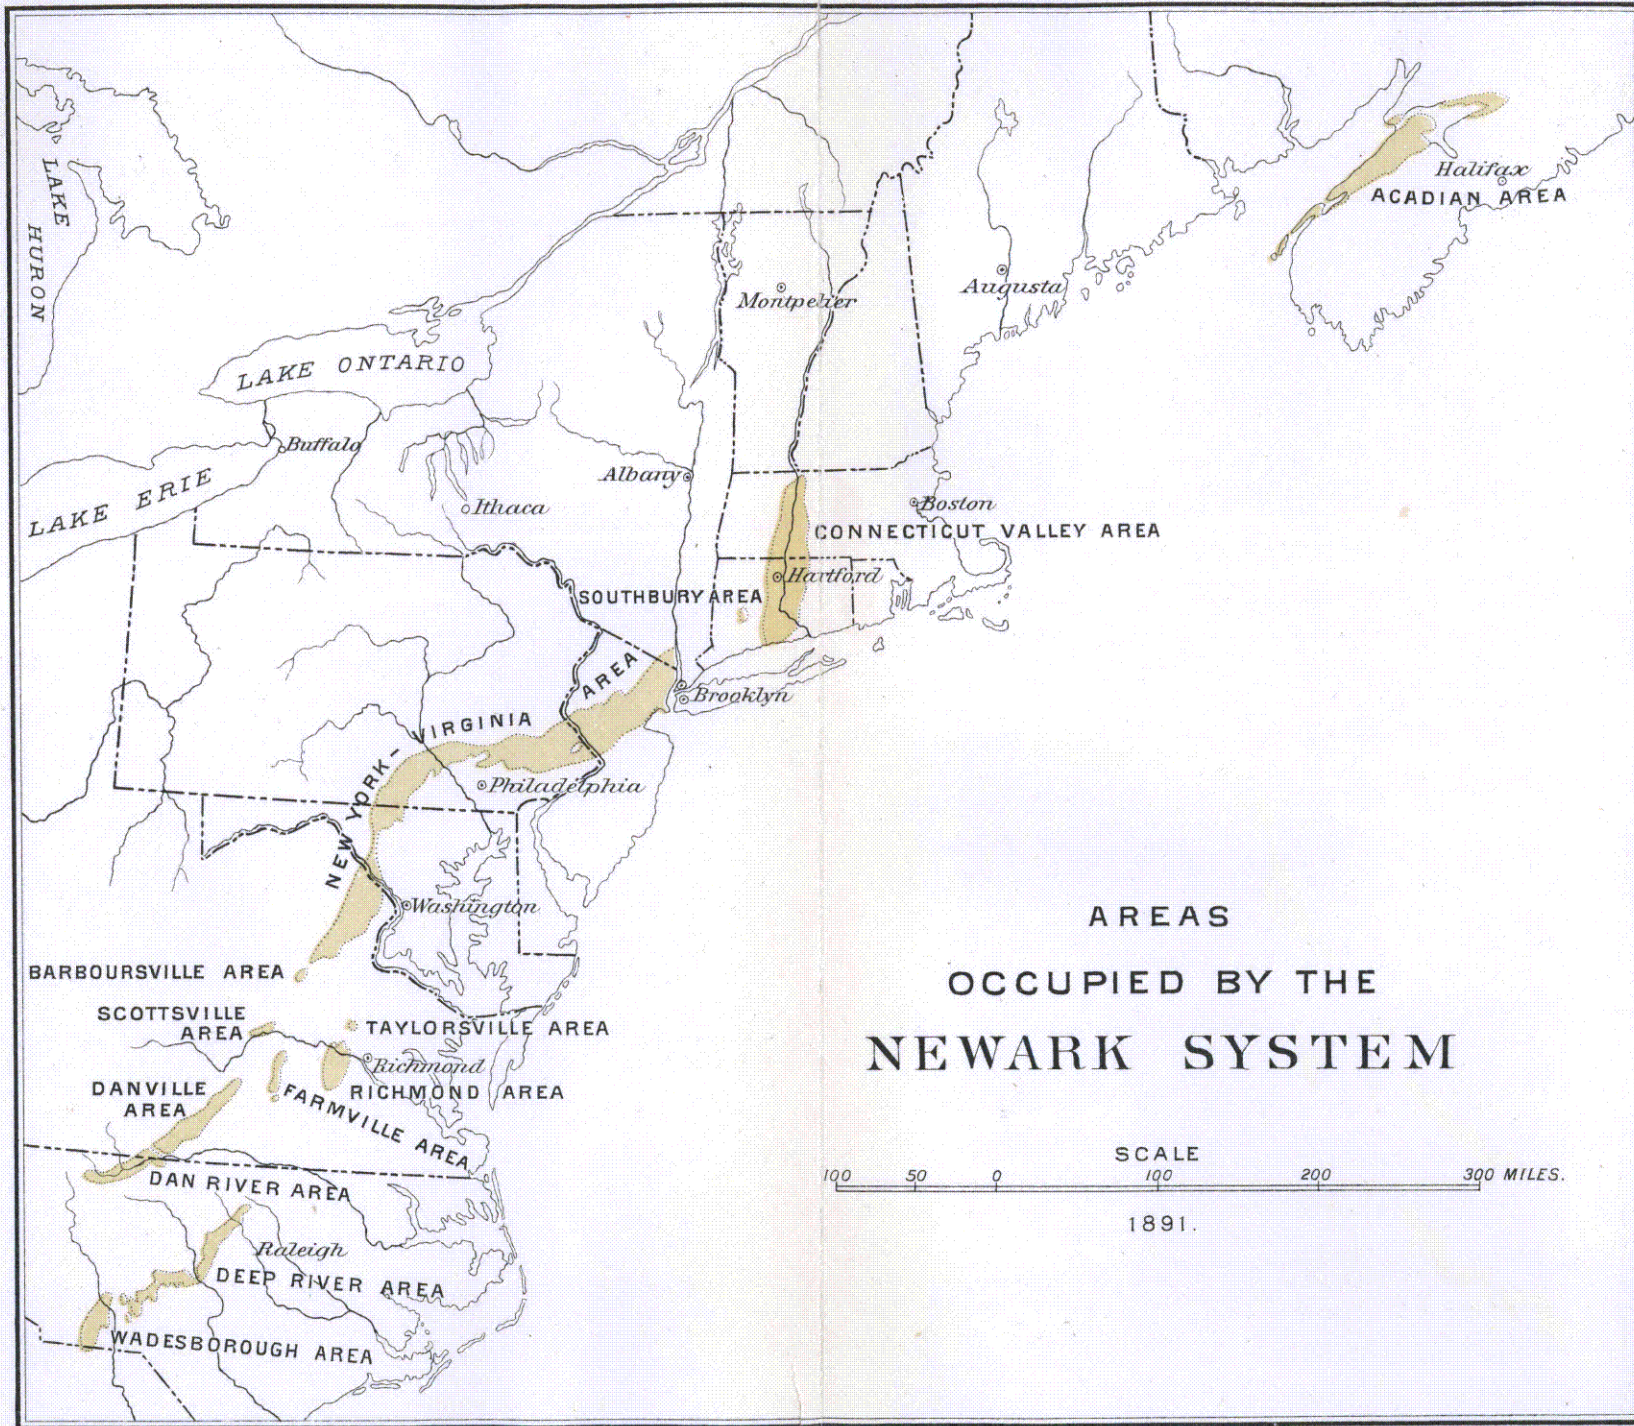 LAKE
HURON
Halifax
ACADIAN AREA
Augusta
Montpelier
LAKE ONTARIO
Buffalo
LAKE ERIE
Albany
Ithaca
Boston
CONNECTICUT VALLEY AREA
Hartford
SOUTHBURY AREA
NEW YORK - VIRGINIA AREA
Brooklyn
Philadelphia
Washington
BARBOURSVILLE AREA
SCOTTSVILLE
AREA
TAYLORSVILLE AREA
Richmond
RICHMOND AREA
DANVILLE
AREA
FARMVILLE AREA
DAN RIVER AREA
Raleigh
DEEP RIVER AREA
WADESBOROUGH AREA
AREAS
OCCUPIED BY THE
NEWARK SYSTEM
SCALE
100 50 0 100 200 300 MILES.
1891.